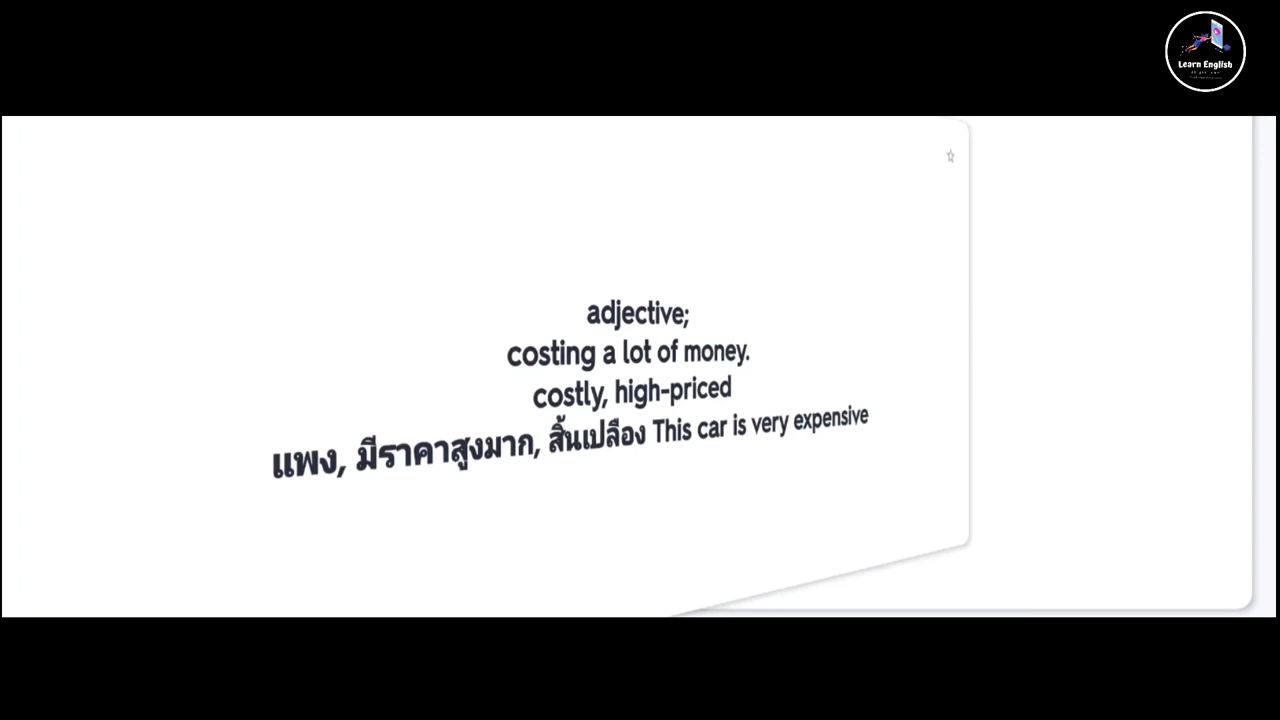 Learn English
adjective;
costing a lot of money.
costly, high-priced
แพง, มีราคาสูงมาก, สิ้นเปลือง This car is very expensive